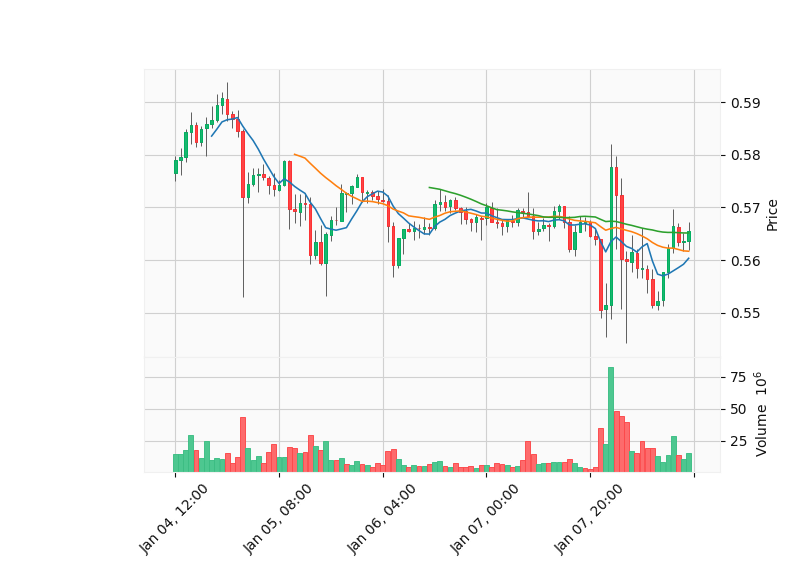 0.59
0.58
0.57
0.56
0.55
Price
75
50
25
Volume 10⁶
Jan 04, 12:00
Jan 05, 08:00
Jan 06, 04:00
Jan 07, 00:00
Jan 07, 20:00